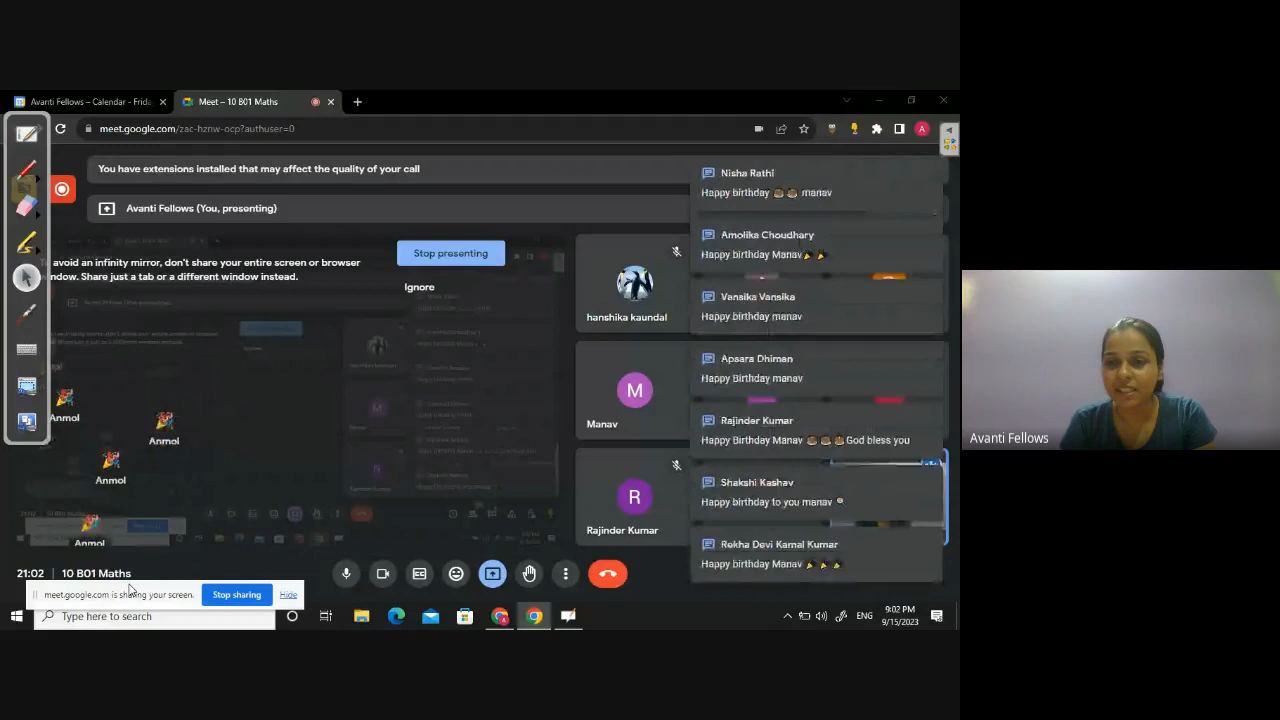 Avanti Fellows – Calendar - Frida
Meet – 10 B01 Maths
meet.google.com/zac-hznw-ocp?authuser=0
A
You have extensions installed that may affect the quality of your call
Avanti Fellows (You, presenting)
avoid an infinity mirror, don't share your entire screen or browser
ndow. Share just a tab or a different window instead.
Stop presenting
Ignore
Anmol
Anmol
Anmol
Anmol
hanshika kaundal
M
Manav
R
Rajinder Kumar
Nisha Rathi
Happy birthday 🎂🎂 manav
Amolika Choudhary
Happy birthday Manav🎉 🎉
Vansika Vansika
Happy birthday manav
Apsara Dhiman
Happy Birthday manav
Rajinder Kumar
Happy Birthday Manav 🎂🎂🎂God bless you
Shakshi Kashav
Happy birthday to you manav
Rekha Devi Kamal Kumar
Happy birthday Manav 🎉 🎉 🎉
Avanti Fellows
21:02 | 10 B01 Maths
meet.google.com is sharing your screen.
Stop sharing
Hide
Type here to search
ENG
9:02 PM
9/15/2023